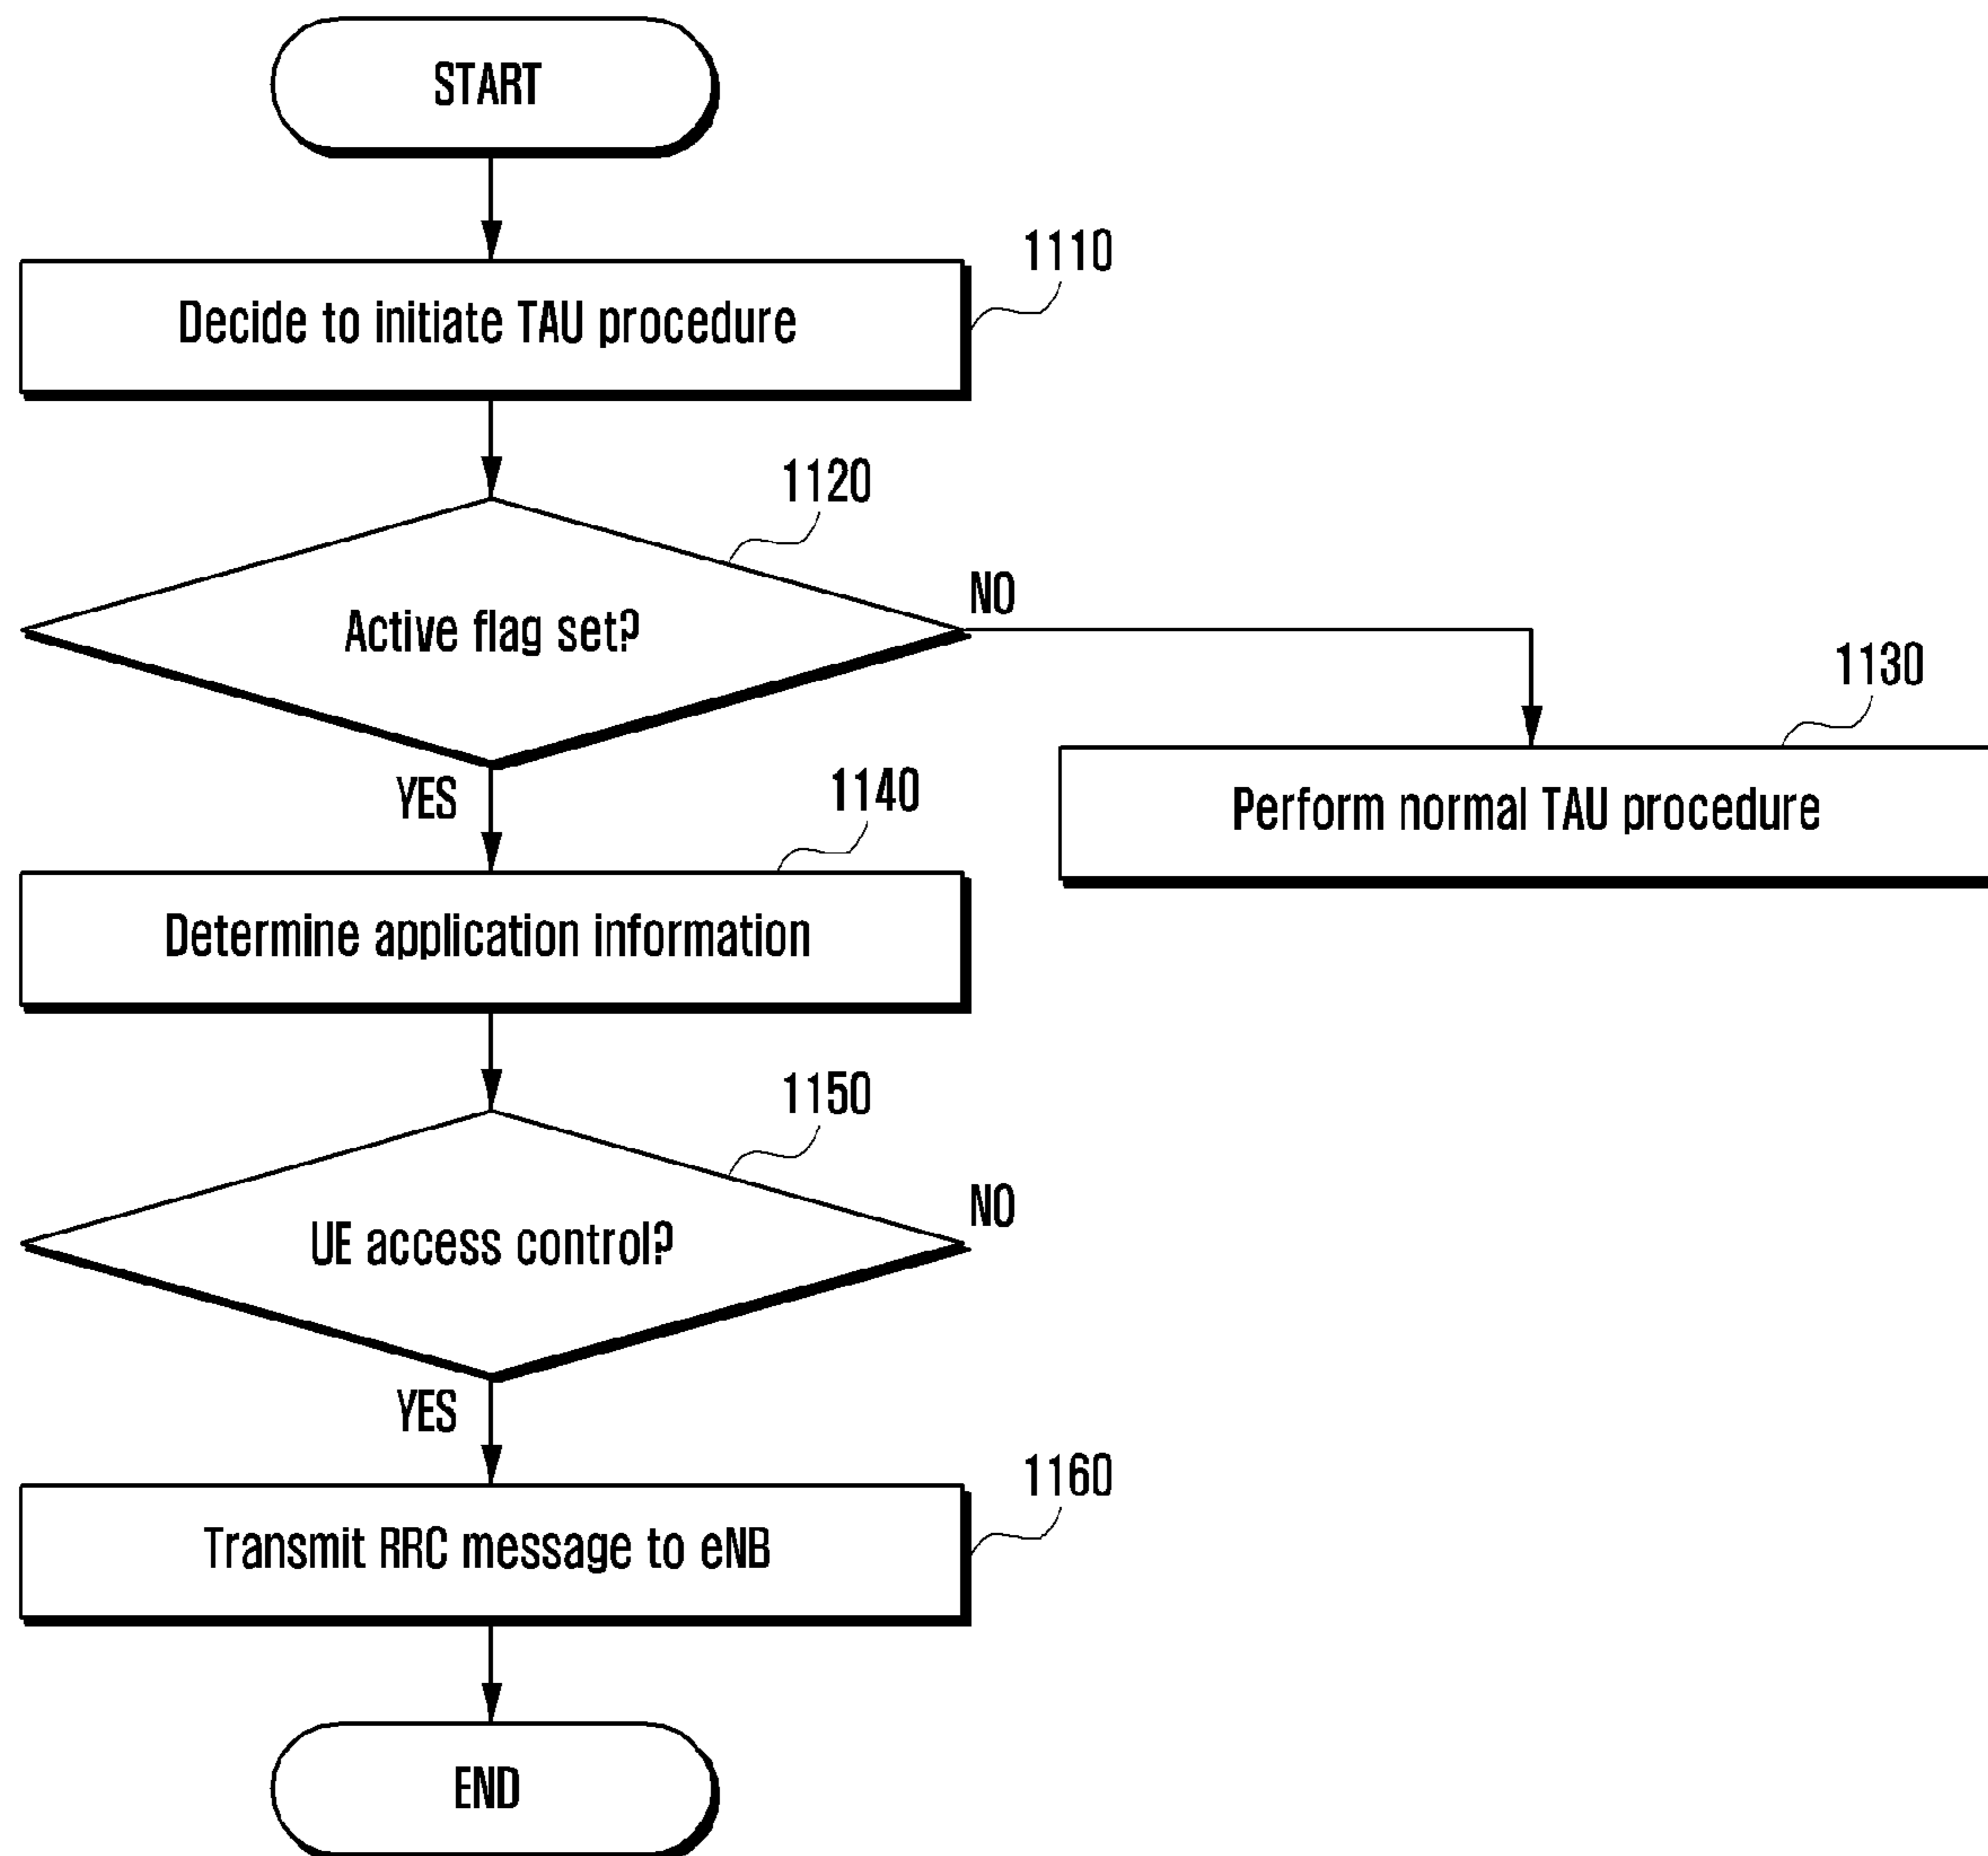 START
1110
Decide to initiate TAU procedure
1120
Active flag set?
NO
1130
Perform normal TAU procedure
YES
1140
Determine application information
1150
UE access control?
NO
YES
1160
Transmit RRC message to eNB
END